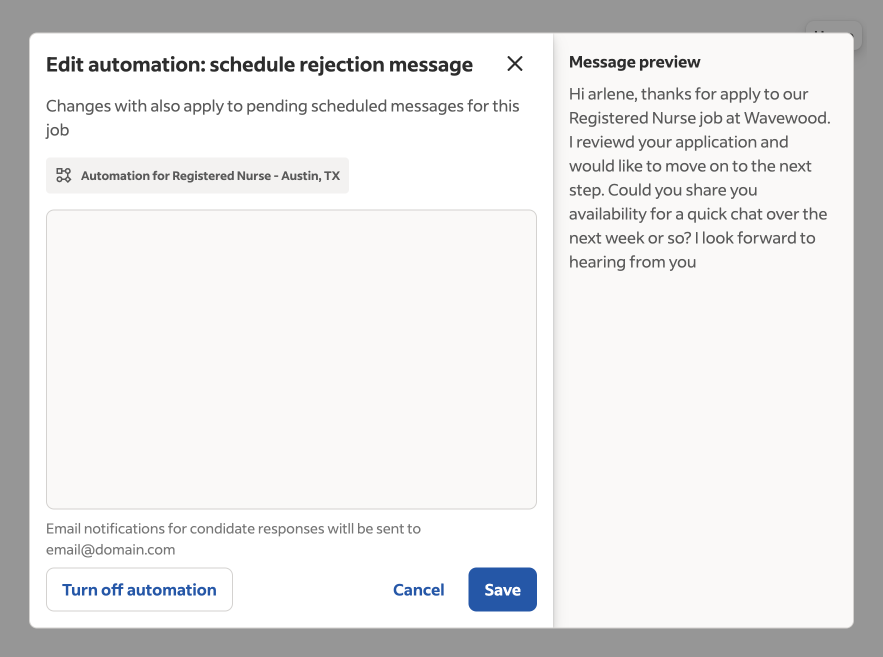 Edit automation: schedule rejection message
Changes with also apply to pending scheduled messages for this
job
Automation for Registered Nurse - Austin, TX
Email notifications for condidate responses witll be sent to
email@domain.com
Turn off automation
Cancel
Save
Message preview
Hi arlene, thanks for apply to our
Registered Nurse job at Wavewood.
I reviewd your application and
would like to move on to the next
step. Could you share you
availability for a quick chat over the
next week or so? I look forward to
hearing from you